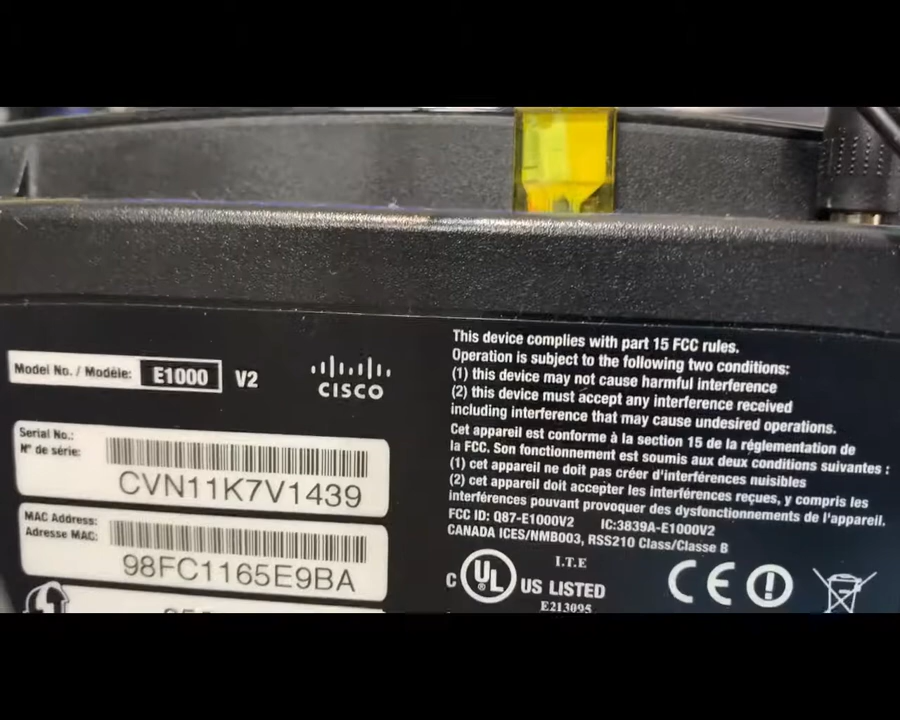 Model No. / Modèle: E1000 V2
CISCO
Serial No.:
N° de série:
CVN11K7V1439
MAC Address:
Adresse MAC:
98FC1165E9BA
This device complies with part 15 FCC rules.
Operation is subject to the following two conditions:
(1) this device may not cause harmful interference
(2) this device must accept any interference received
including interference that may cause undesired operations.
Cet appareil est conforme à la section 15 de la réglementation de
la FCC. Son fonctionnement est soumis aux deux conditions suivantes :
(1) cet appareil ne doit pas créer d'interférences nuisibles
(2) cet appareil doit accepter les interférences reçues, y compris les
interférences pouvant provoquer des dysfonctionnements de l'appareil.
FCC ID: Q87-E1000V2 IC:3839A-E1000V2
CANADA ICES/NMB003, RSS210 Class/Classe B
I.T.E
C UL US LISTED
E213095
CE